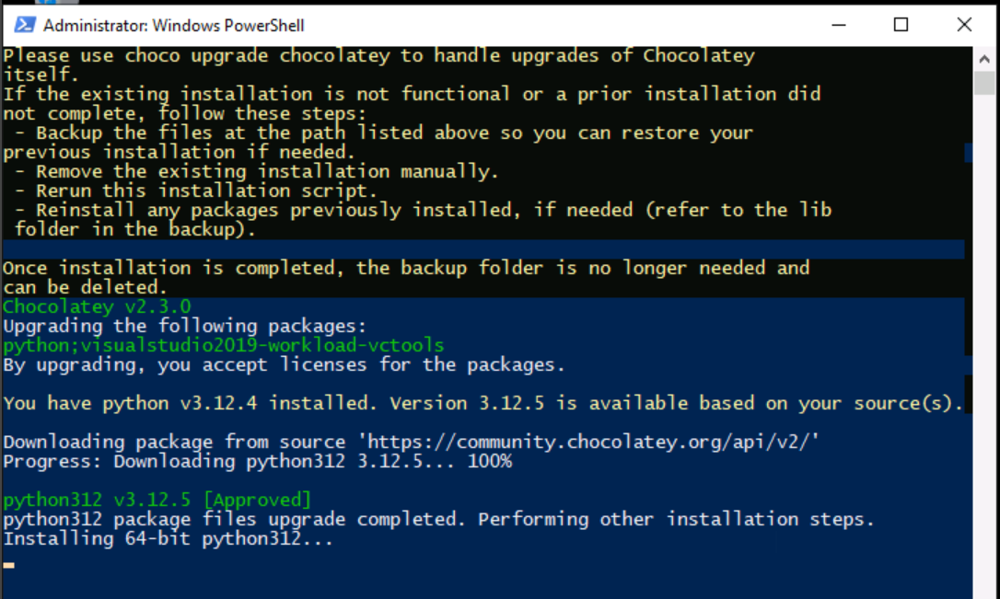 Administrator: Windows PowerShell
Please use choco upgrade chocolatey to handle upgrades of Chocolatey
itself.
If the existing installation is not functional or a prior installation did
not complete, follow these steps:
 - Backup the files at the path listed above so you can restore your
previous installation if needed.
 - Remove the existing installation manually.
 - Rerun this installation script.
 - Reinstall any packages previously installed, if needed (refer to the lib
 folder in the backup).
Once installation is completed, the backup folder is no longer needed and
can be deleted.
Chocolatey v2.3.0
Upgrading the following packages:
python;visualstudio2019-workload-vctools
By upgrading, you accept licenses for the packages.
You have python v3.12.4 installed. Version 3.12.5 is available based on your source(s).
Downloading package from source 'https://community.chocolatey.org/api/v2/'
Progress: Downloading python312 3.12.5... 100%
python312 v3.12.5 [Approved]
python312 package files upgrade completed. Performing other installation steps.
Installing 64-bit python312...